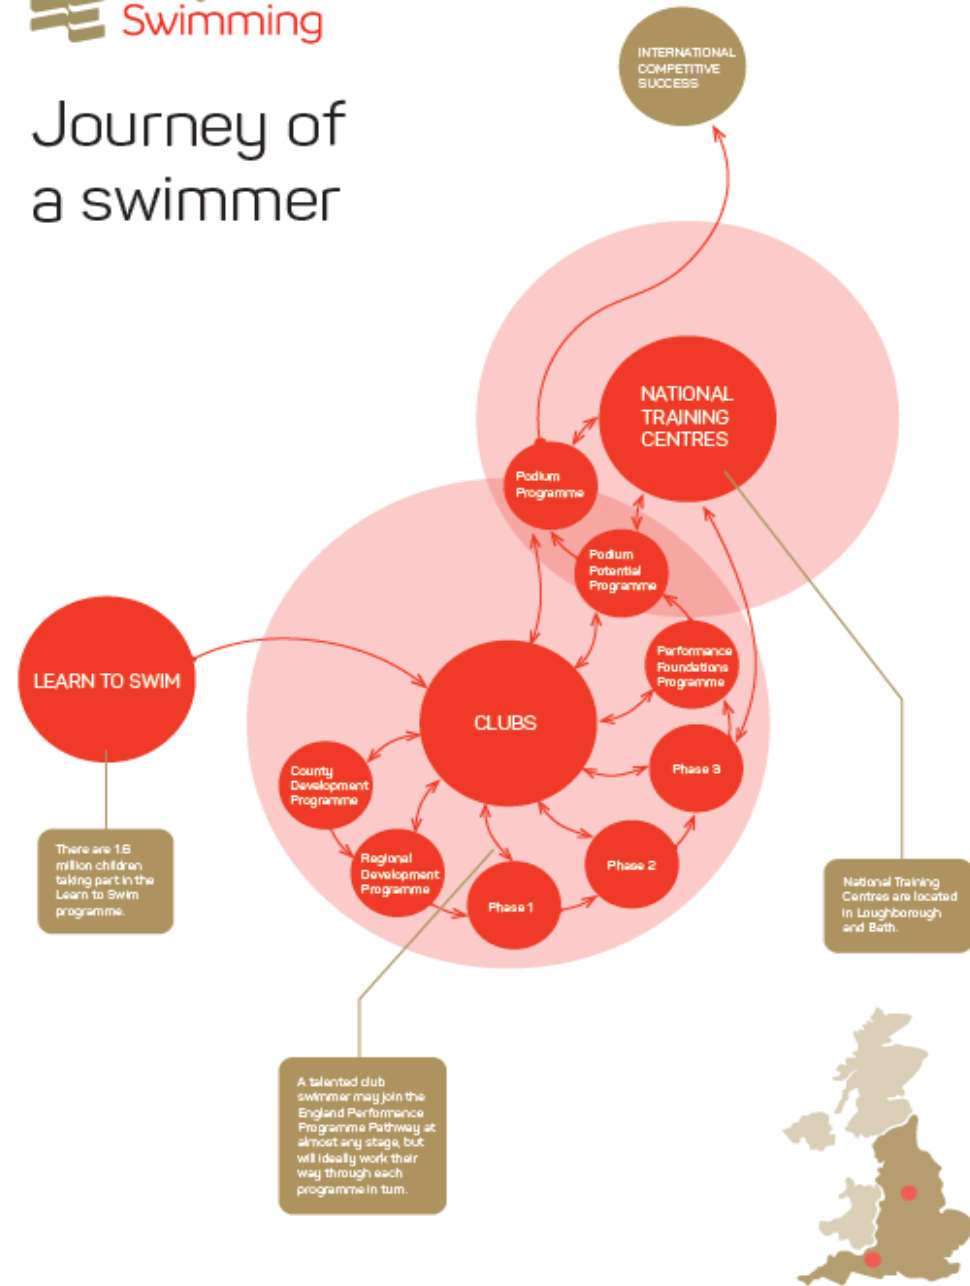 Swimming
Journey of
a swimmer
INTERNATIONAL
COMPETITIVE
SUCCESS
NATIONAL
TRAINING
CENTRES
Podium
Programme
Podium
Potential
Programme
Performance
Foundations
Programme
LEARN TO SWIM
CLUBS
County
Development
Programme
Phase 3
Regional
Development
Programme
Phase 2
Phase 1
There are 1.6
million children
taking part in the
Learn to Swim
programme.
National Training
Centres are located
in Loughborough
and Bath.
A talented club
swimmer may join the
England Performance
Programme Pathway at
almost any stage, but
will ideally work their
way through each
programme in turn.